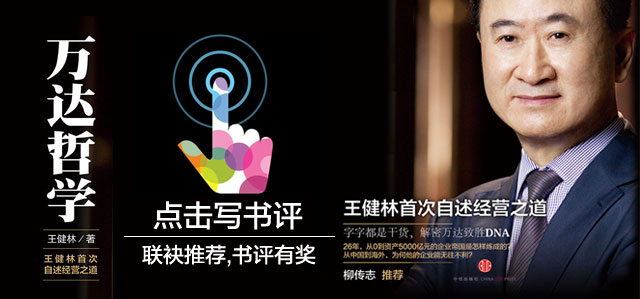 万达哲学
王健林／著
王健林首次
自述经营之道
点击写书评
联袂推荐,书评有奖
王健林首次自述经营之道
字字都是干货，解密万达致胜DNA
26年，从0到资产5000亿元的企业帝国是怎样炼成的？
从中国到海外，为何他的企业能无往不利？
柳传志 推荐